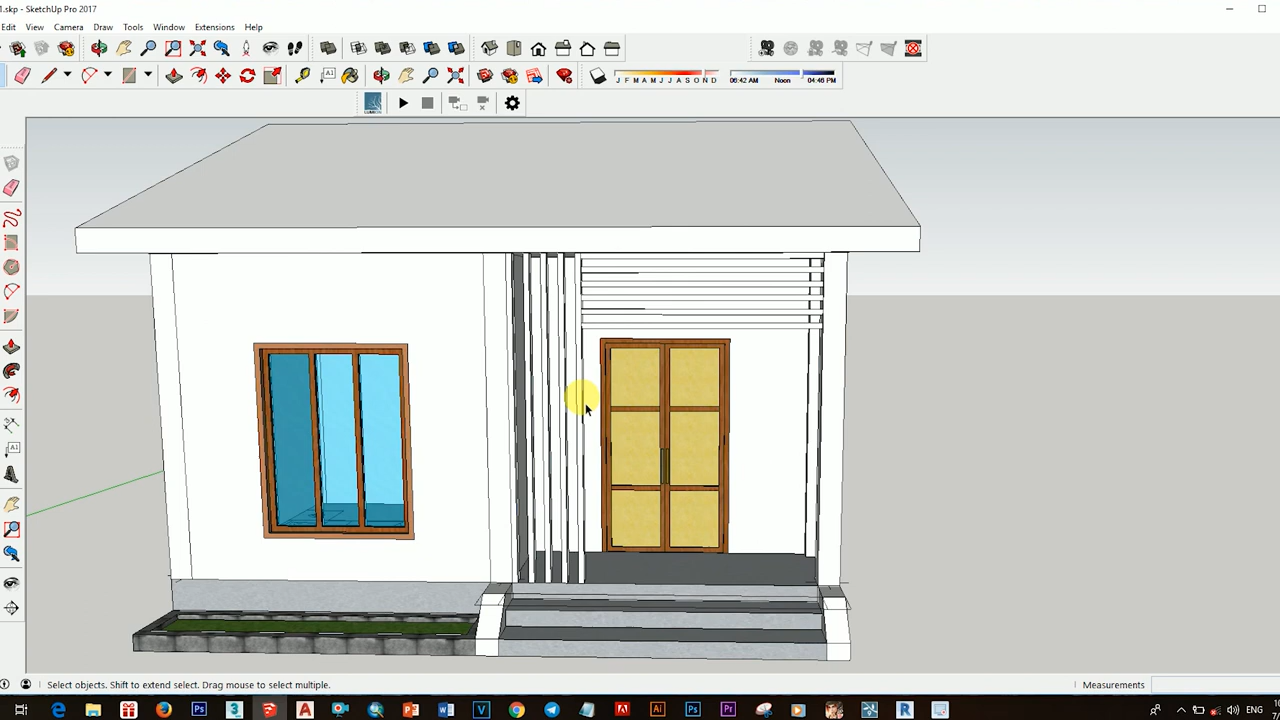 1.skp - SketchUp Pro 2017
Edit View Camera Draw Tools Window Extensions Help
J F M A M J J A S O N D 06:42 AM Noon 04:46 PM
Select objects. Shift to extend select. Drag mouse to select multiple.
Measurements
ENG